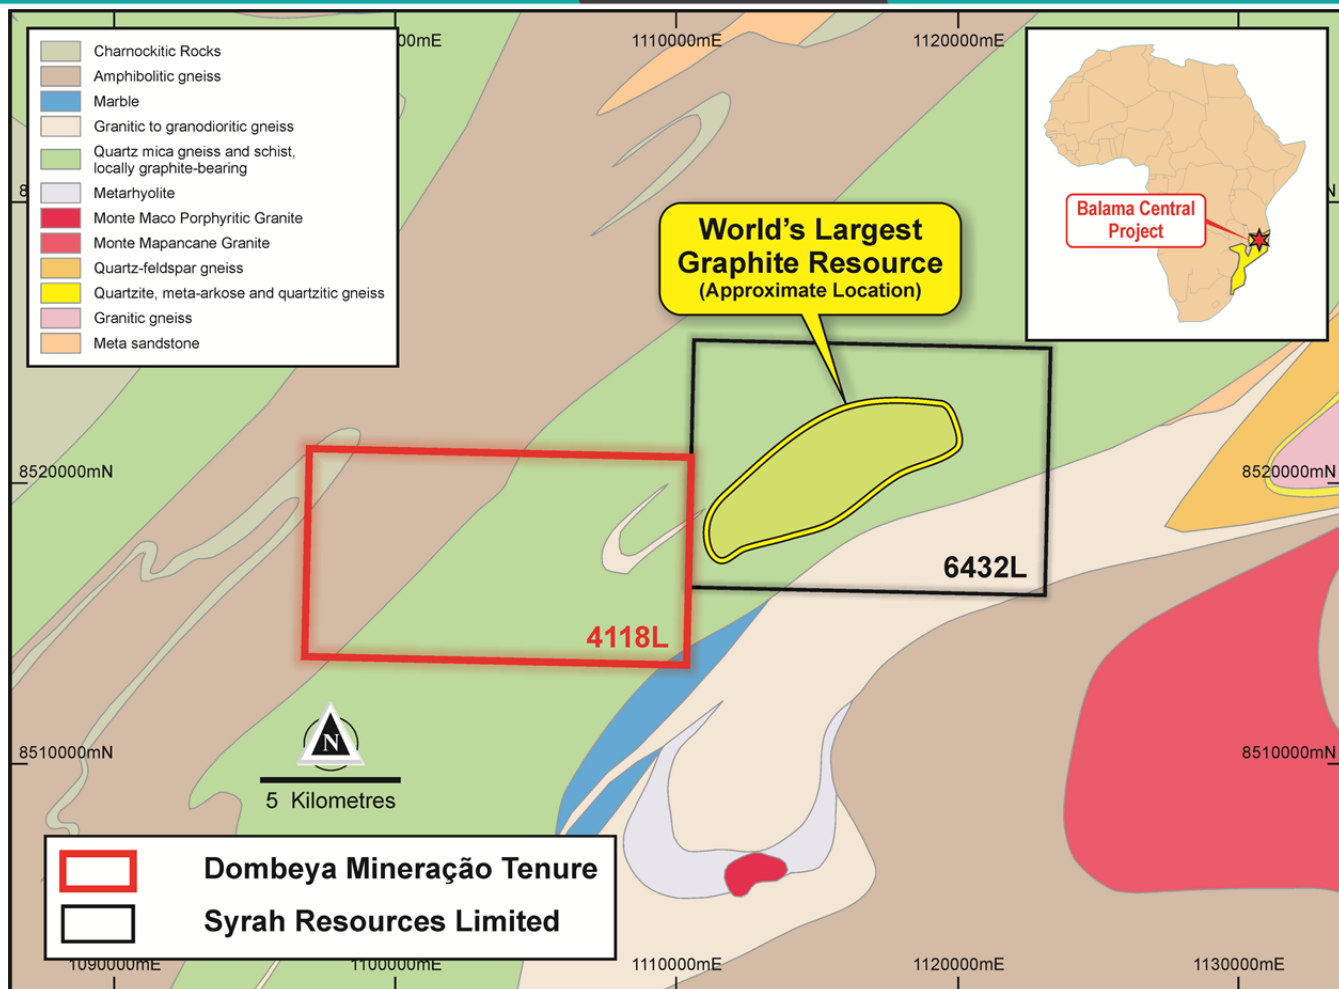 Charnockitic Rocks
Amphibolitic gneiss
Marble
Granitic to granodioritic gneiss
Quartz mica gneiss and schist,
locally graphite-bearing
Metarhyolite
Monte Maco Porphyritic Granite
Monte Mapancane Granite
Quartz-feldspar gneiss
Quartzite, meta-arkose and quartzitic gneiss
Granitic gneiss
Meta sandstone
00mE
1110000mE
1120000mE
8
N
Balama Central
Project
World's Largest
Graphite Resource
(Approximate Location)
8520000mN
8520000mN
6432L
4118L
8510000mN
8510000mN
N
5 Kilometres
Dombeya Mineração Tenure
Syrah Resources Limited
1090000mE
1100000mE
1110000mE
1120000mE
1130000mE